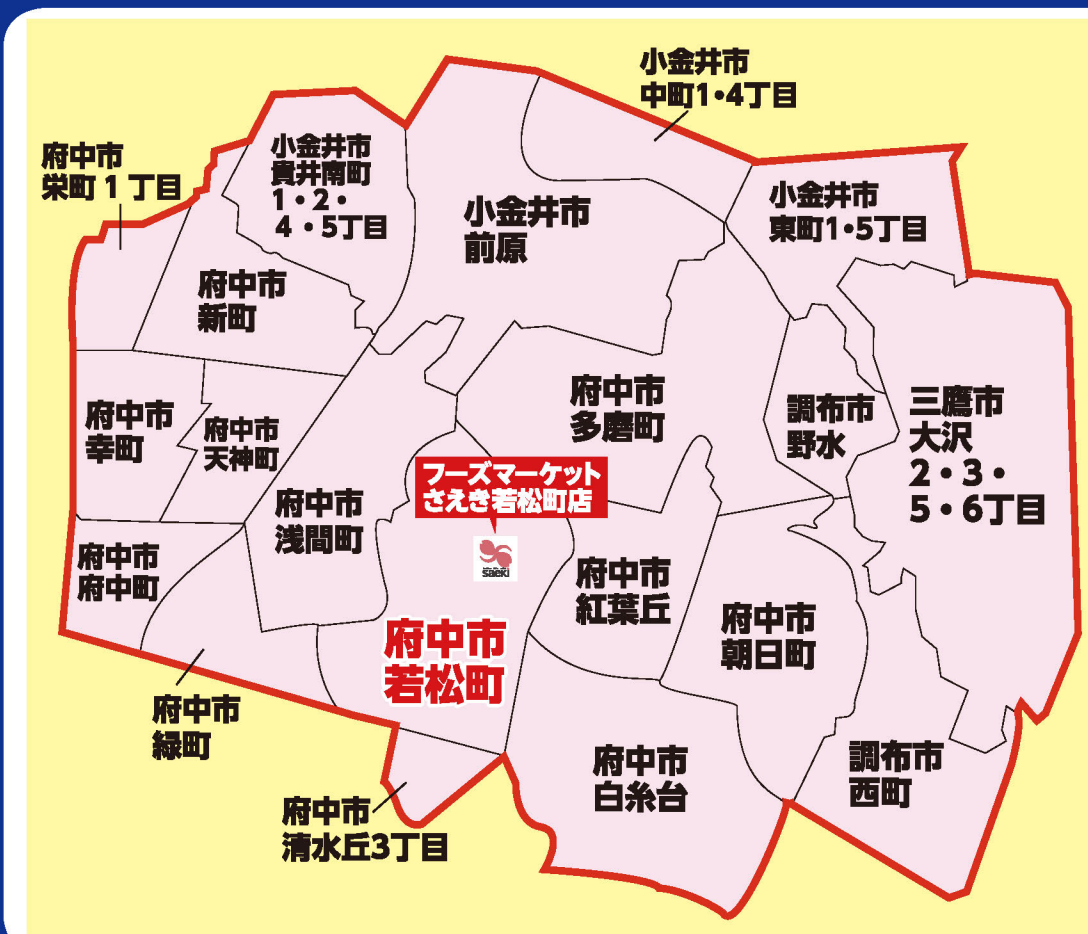 小金井市
中町1・4丁目
府中市
栄町1丁目
小金井市
貴井南町
1・2・
4・5丁目
小金井市
前原
小金井市
東町1・5丁目
府中市
新町
府中市
幸町
府中市
天神町
府中市
多磨町
調布市
野水
三鷹市
大沢
2・3・
5・6丁目
フーズマーケット
さえき若松町店
saeki
府中市
浅間町
府中市
府中町
府中市
紅葉丘
府中市
朝日町
府中市
若松町
府中市
緑町
府中市
白糸台
調布市
西町
府中市
清水丘3丁目